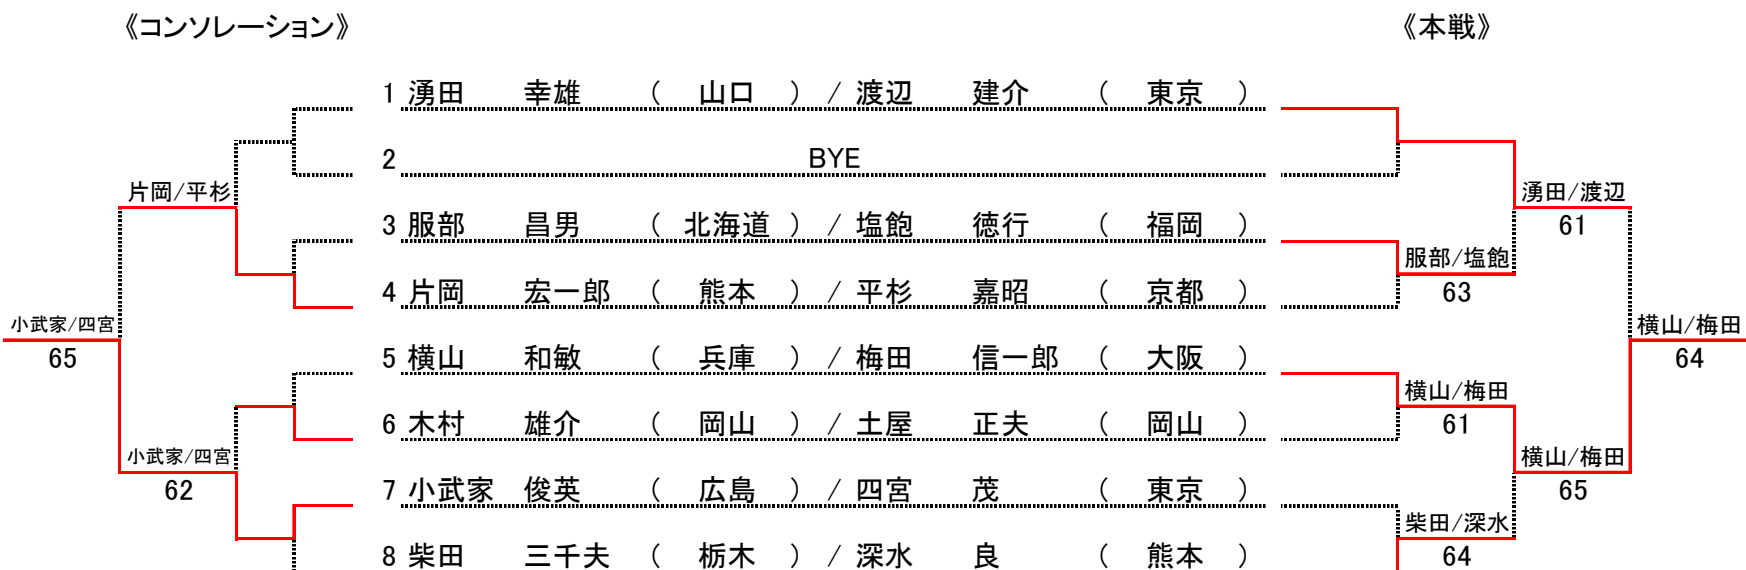 《コンソレーション》 《本戦》
1 湧田 幸雄 ( 山口 ) / 渡辺 建介 ( 東京 )
2 BYE
片岡/平杉 湧田/渡辺
3 服部 昌男 ( 北海道 ) / 塩飽 徳行 ( 福岡 ) 61
服部/塩飽
4 片岡 宏一郎 ( 熊本 ) / 平杉 嘉昭 ( 京都 ) 63
小武家/四宮 横山/梅田
65 5 横山 和敏 ( 兵庫 ) / 梅田 信一郎 ( 大阪 ) 64
横山/梅田
6 木村 雄介 ( 岡山 ) / 土屋 正夫 ( 岡山 ) 61
小武家/四宮 横山/梅田
62 7 小武家 俊英 ( 広島 ) / 四宮 茂 ( 東京 ) 65
柴田/深水
8 柴田 三千夫 ( 栃木 ) / 深水 良 ( 熊本 ) 64